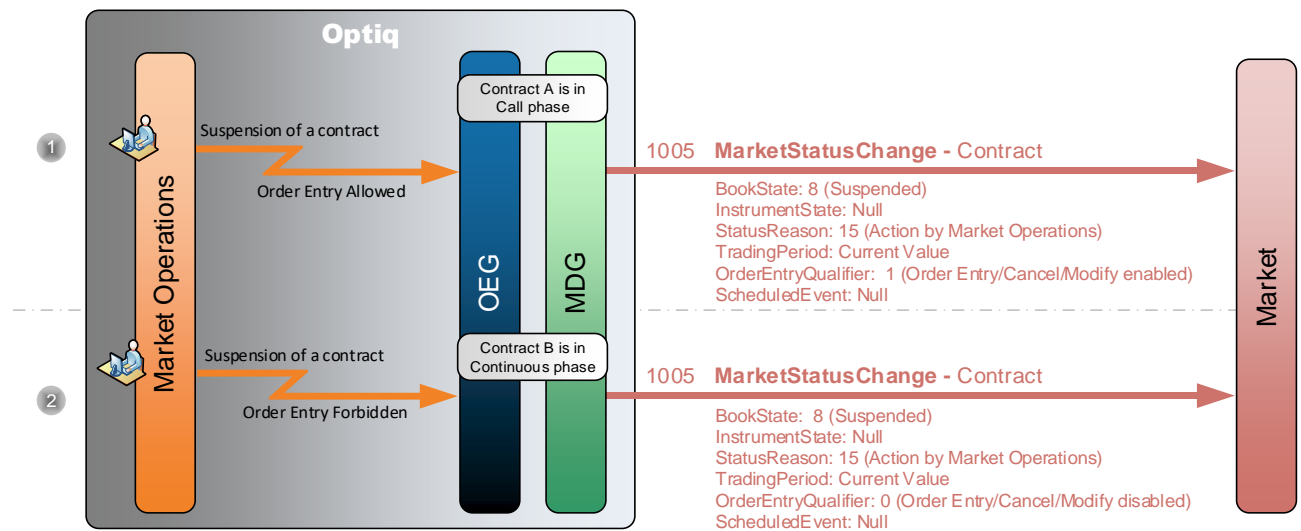 Optiq
Market Operations
OEG
MDG
Market
Contract A is in
Call phase
1
Suspension of a contract
Order Entry Allowed
1005 MarketStatusChange - Contract
BookState: 8 (Suspended)
InstrumentState: Null
StatusReason: 15 (Action by Market Operations)
TradingPeriod: Current Value
OrderEntryQualifier: 1 (Order Entry/Cancel/Modify enabled)
ScheduledEvent: Null
Contract B is in
Continuous phase
2
Suspension of a contract
Order Entry Forbidden
1005 MarketStatusChange - Contract
BookState: 8 (Suspended)
InstrumentState: Null
StatusReason: 15 (Action by Market Operations)
TradingPeriod: Current Value
OrderEntryQualifier: 0 (Order Entry/Cancel/Modify disabled)
ScheduledEvent: Null